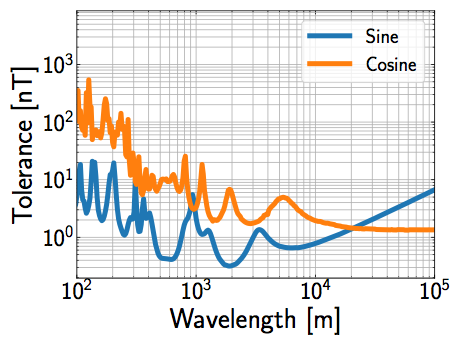 Sine
Cosine
Tolerance [nT]
10³
10²
10¹
10⁰
10² 10³ 10⁴ 10⁵
Wavelength [m]